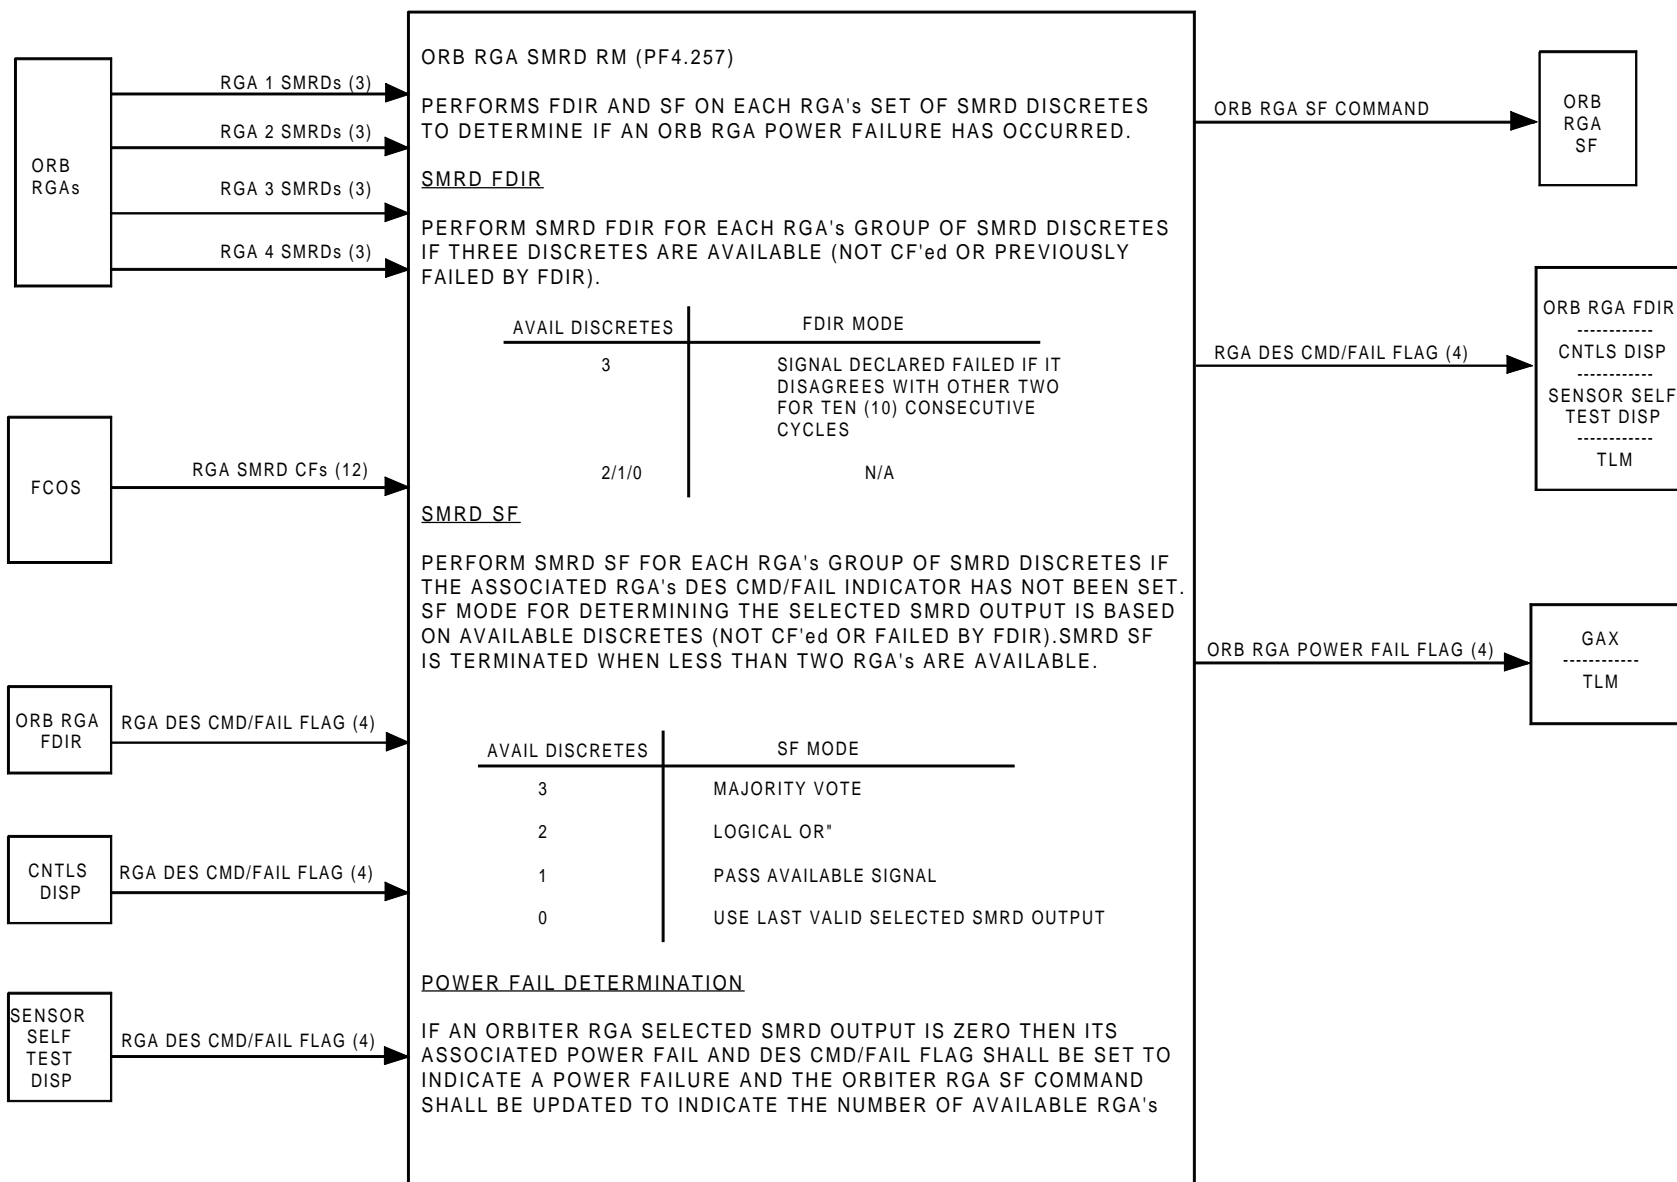 ORB
RGAs
RGA 1 SMRDs (3)
RGA 2 SMRDs (3)
RGA 3 SMRDs (3)
RGA 4 SMRDs (3)
FCOS
RGA SMRD CFs (12)
ORB RGA
FDIR
RGA DES CMD/FAIL FLAG (4)
CNTLS
DISP
RGA DES CMD/FAIL FLAG (4)
SENSOR
SELF
TEST
DISP
RGA DES CMD/FAIL FLAG (4)
ORB RGA SMRD RM (PF4.257)
PERFORMS FDIR AND SF ON EACH RGA's SET OF SMRD DISCRETES
TO DETERMINE IF AN ORB RGA POWER FAILURE HAS OCCURRED.
SMRD FDIR
PERFORM SMRD FDIR FOR EACH RGA's GROUP OF SMRD DISCRETES
IF THREE DISCRETES ARE AVAILABLE (NOT CF'ed OR PREVIOUSLY
FAILED BY FDIR).
AVAIL DISCRETES FDIR MODE
3 SIGNAL DECLARED FAILED IF IT
DISAGREES WITH OTHER TWO
FOR TEN (10) CONSECUTIVE
CYCLES
2/1/0 N/A
SMRD SF
PERFORM SMRD SF FOR EACH RGA's GROUP OF SMRD DISCRETES IF
THE ASSOCIATED RGA's DES CMD/FAIL INDICATOR HAS NOT BEEN SET.
SF MODE FOR DETERMINING THE SELECTED SMRD OUTPUT IS BASED
ON AVAILABLE DISCRETES (NOT CF'ed OR FAILED BY FDIR).SMRD SF
IS TERMINATED WHEN LESS THAN TWO RGA's ARE AVAILABLE.
AVAIL DISCRETES SF MODE
3 MAJORITY VOTE
2 LOGICAL OR"
1 PASS AVAILABLE SIGNAL
0 USE LAST VALID SELECTED SMRD OUTPUT
POWER FAIL DETERMINATION
IF AN ORBITER RGA SELECTED SMRD OUTPUT IS ZERO THEN ITS
ASSOCIATED POWER FAIL AND DES CMD/FAIL FLAG SHALL BE SET TO
INDICATE A POWER FAILURE AND THE ORBITER RGA SF COMMAND
SHALL BE UPDATED TO INDICATE THE NUMBER OF AVAILABLE RGA's
ORB RGA SF COMMAND
ORB
RGA
SF
RGA DES CMD/FAIL FLAG (4)
ORB RGA FDIR
------------
CNTLS DISP
------------
SENSOR SELF
TEST DISP
------------
TLM
ORB RGA POWER FAIL FLAG (4)
GAX
------------
TLM